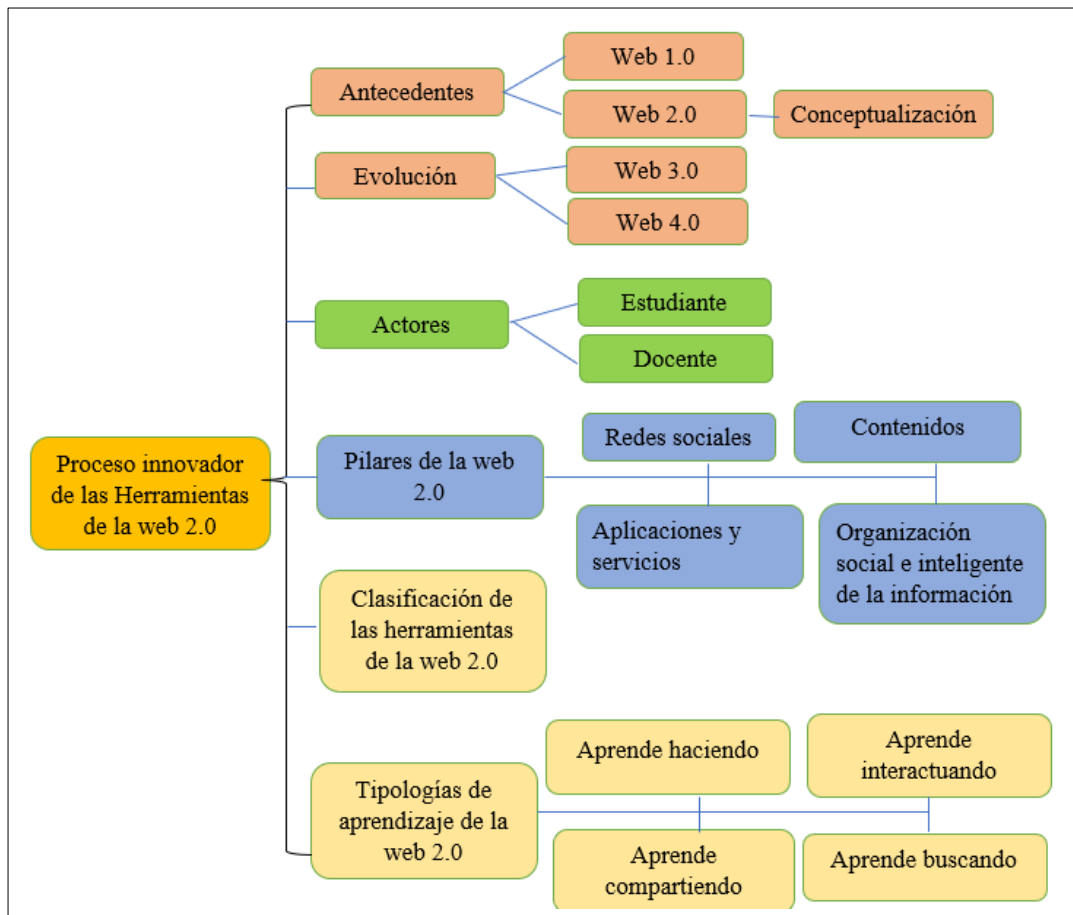 Web 1.0
Antecedentes
Web 2.0
Conceptualización
Evolución
Web 3.0
Web 4.0
Actores
Estudiante
Docente
Proceso innovador
de las Herramientas
de la web 2.0
Pilares de la web
2.0
Redes sociales
Contenidos
Aplicaciones y
servicios
Organización
social e inteligente
de la información
Clasificación de
las herramientas
de la web 2.0
Tipologías de
aprendizaje de la
web 2.0
Aprende haciendo
Aprende
interactuando
Aprende
compartiendo
Aprende buscando